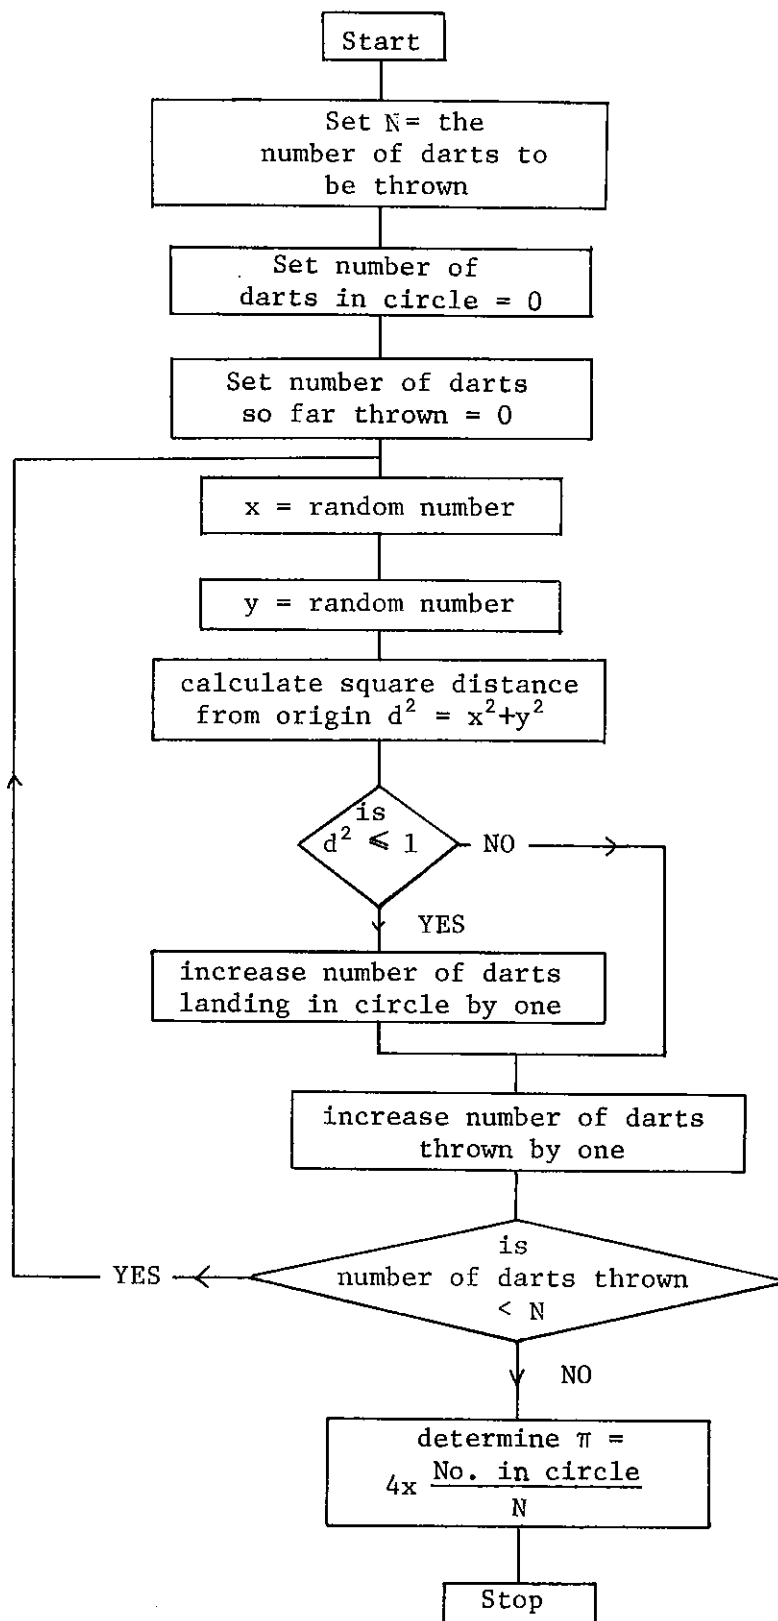 Start
Set N= the
number of darts to
be thrown
Set number of
darts in circle = 0
Set number of darts
so far thrown = 0
x = random number
y = random number
calculate square distance
from origin d² = x²+y²
is
d² ⩽ 1
NO
YES
increase number of darts
landing in circle by one
increase number of darts
thrown by one
is
number of darts thrown
< N
YES
NO
determine π =
4x No. in circle
N
Stop